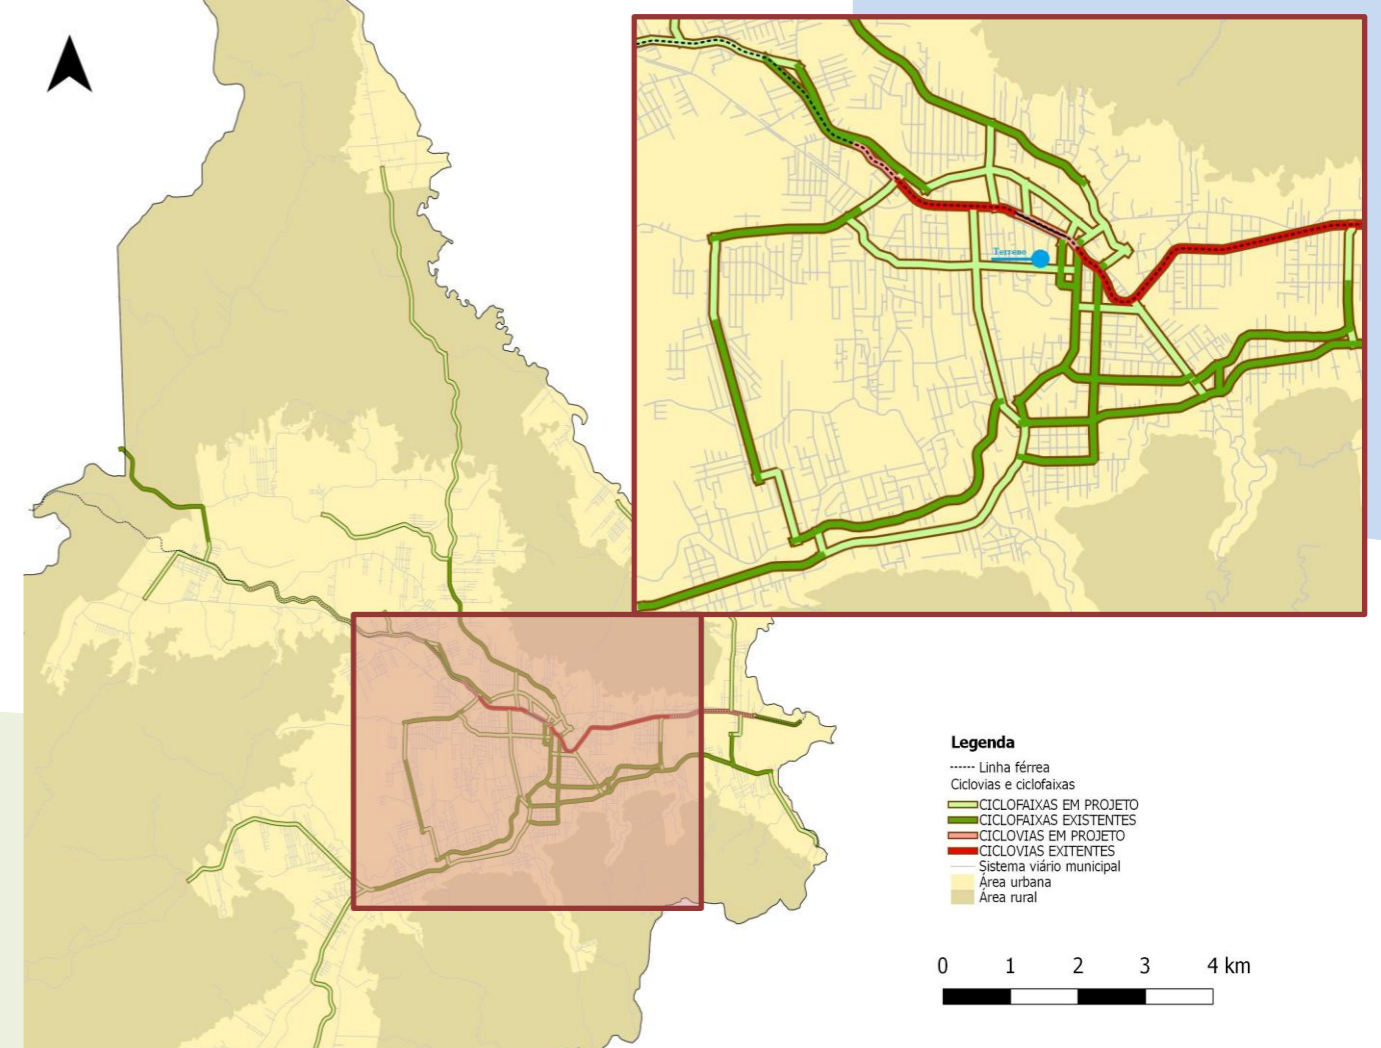 Terreno
Legenda
Linha férrea
Ciclovias e ciclofaixas
CICLOFAIXAS EM PROJETO
CICLOFAIXAS EXISTENTES
CICLOVIAS EM PROJETO
CICLOVIAS EXITENTES
Sistema viário municipal
Área urbana
Área rural
0 1 2 3 4 km